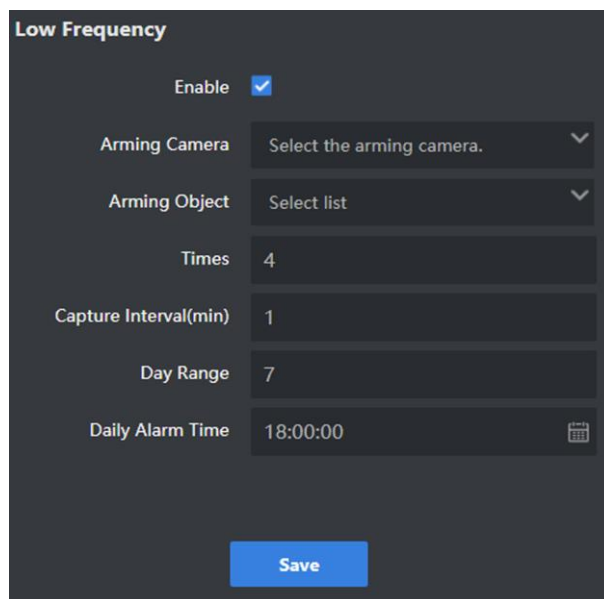 Low Frequency
Enable
Arming Camera Select the arming camera.
Arming Object Select list
Times 4
Capture Interval(min) 1
Day Range 7
Daily Alarm Time 18:00:00
Save